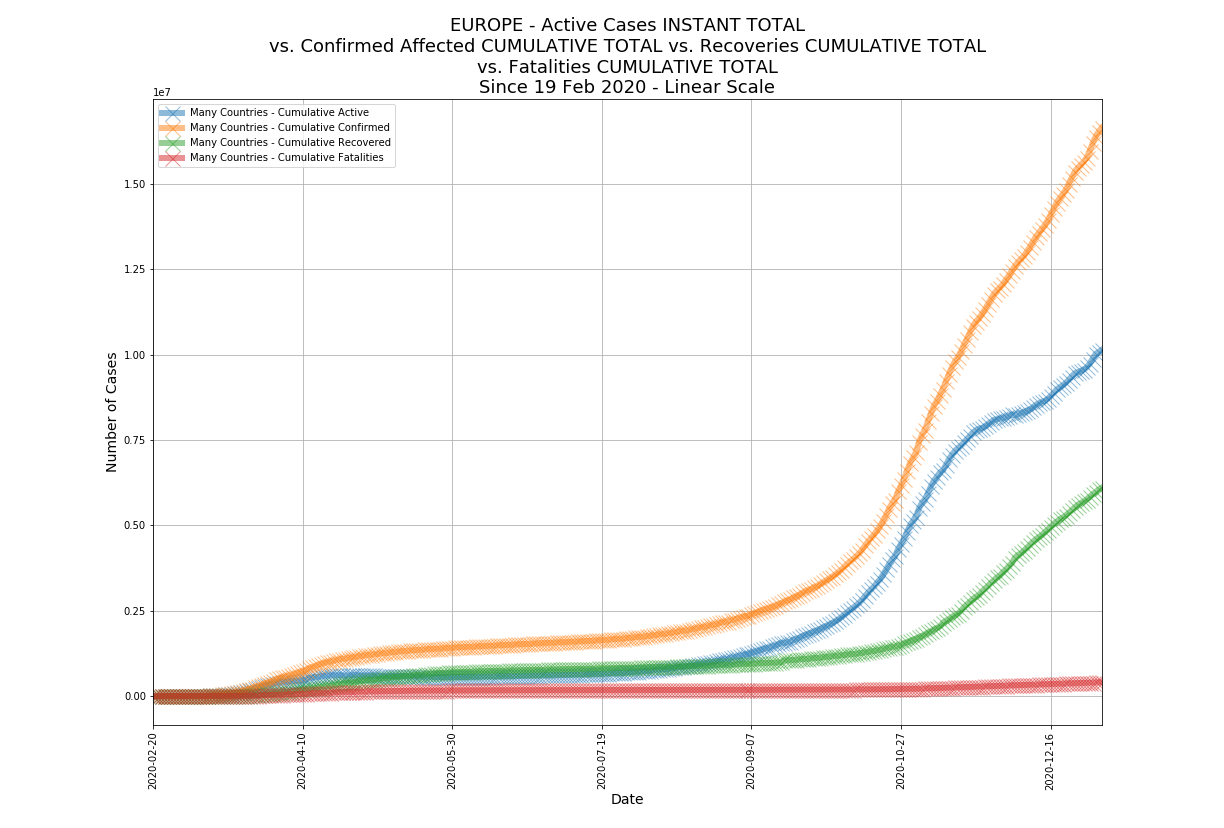 EUROPE - Active Cases INSTANT TOTAL
vs. Confirmed Affected CUMULATIVE TOTAL vs. Recoveries CUMULATIVE TOTAL
vs. Fatalities CUMULATIVE TOTAL
Since 19 Feb 2020 - Linear Scale
1e7
Many Countries - Cumulative Active
Many Countries - Cumulative Confirmed
Many Countries - Cumulative Recovered
Many Countries - Cumulative Fatalities
1.50
1.25
1.00
0.75
0.50
0.25
0.00
Number of Cases
2020-02-20
2020-04-10
2020-05-30
2020-07-19
2020-09-07
2020-10-27
2020-12-16
Date